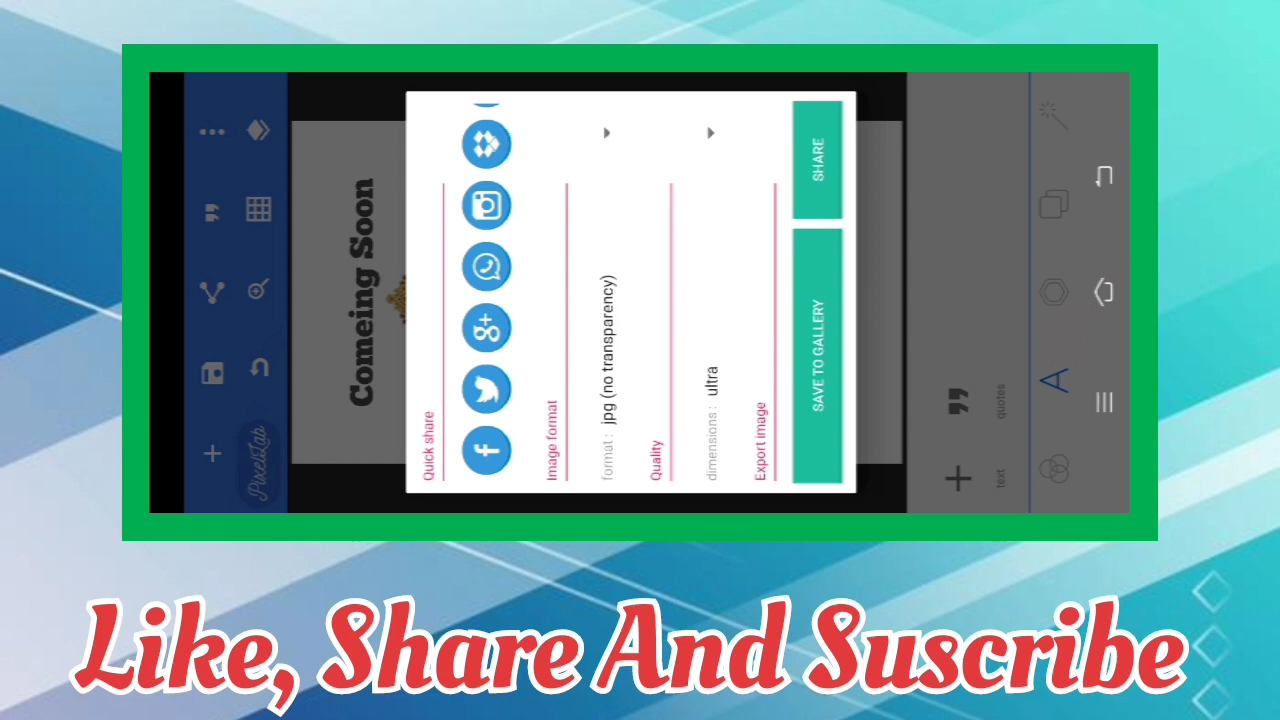 PixelLab
Comeing Soon
Quick share
Image format
format : jpg (no transparency)
Quality
dimensions : ultra
Export image
SAVE TO GALLERY
SHARE
text
quotes
Like, Share And Suscribe